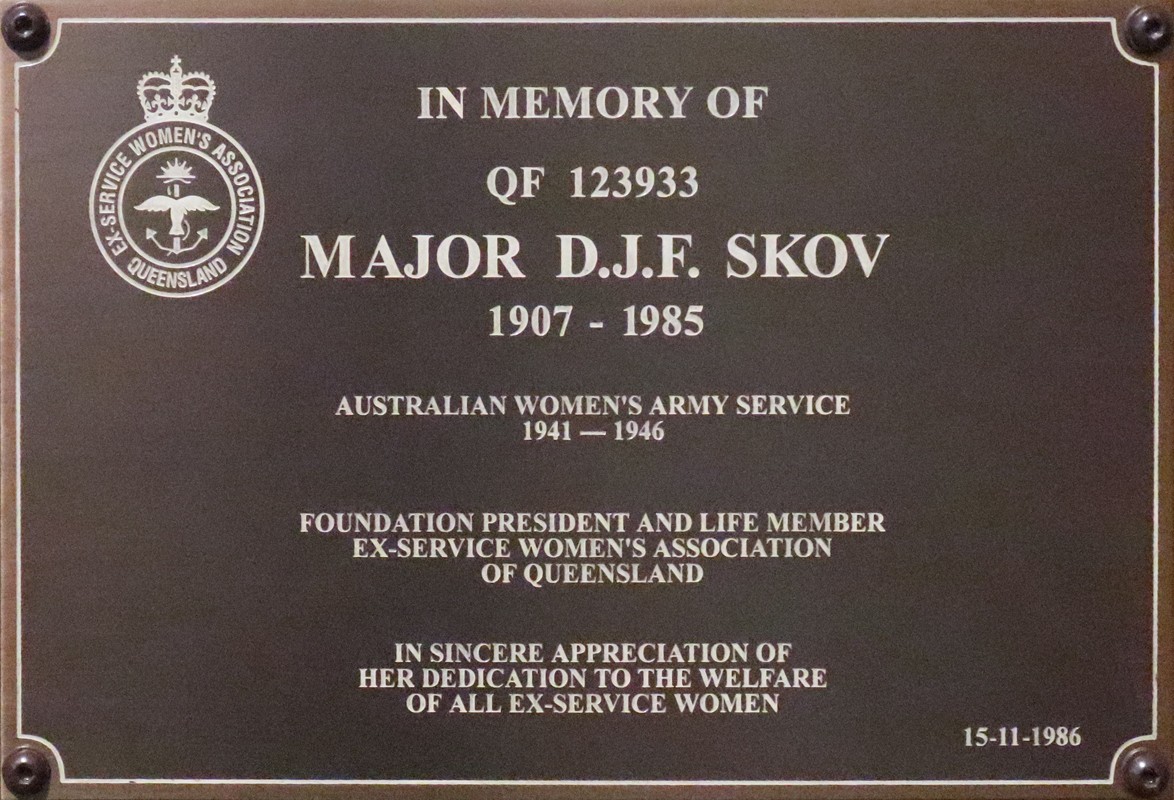 EX-SERVICE WOMEN'S ASSOCIATION
QUEENSLAND
IN MEMORY OF
QF 123933
MAJOR D.J.F. SKOV
1907 - 1985
AUSTRALIAN WOMEN'S ARMY SERVICE
1941 — 1946
FOUNDATION PRESIDENT AND LIFE MEMBER
EX-SERVICE WOMEN'S ASSOCIATION
OF QUEENSLAND
IN SINCERE APPRECIATION OF
HER DEDICATION TO THE WELFARE
OF ALL EX-SERVICE WOMEN
15-11-1986